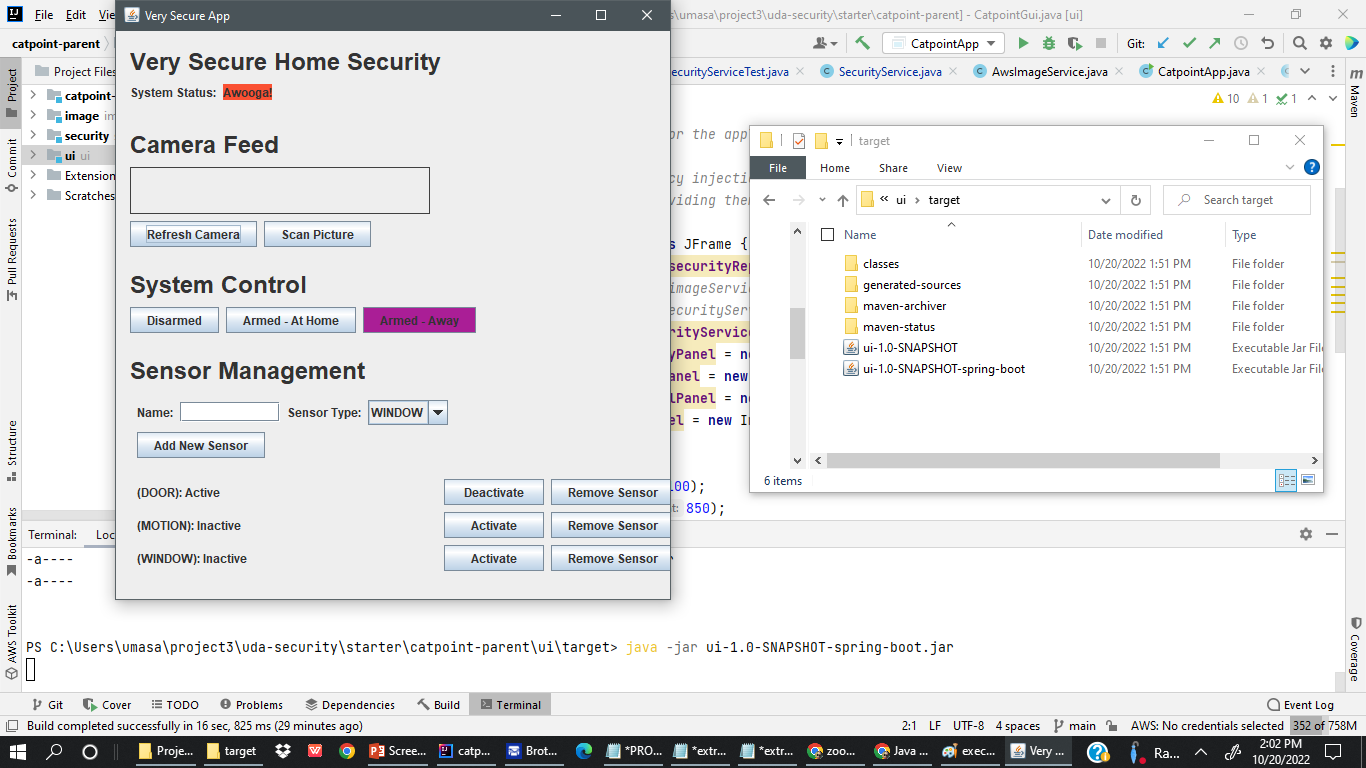 File Edit
Very Secure App
s\umasa\project3\uda-security\starter\catpoint-parent] - CatpointGui.java [ui]
catpoint-parent
CatpointApp
Git:
Project Files
ecurityServiceTest.java
SecurityService.java
AwsImageService.java
CatpointApp.java
10 1 1
catpoint-
image
security
ui ui
Extension
Scratches
Project
Commit
Pull Requests
Structure
Bookmarks
AWS Toolkit
Maven
Coverage
Very Secure Home Security
System Status: Awooga!
Camera Feed
Refresh Camera
Scan Picture
System Control
Disarmed
Armed - At Home
Armed - Away
Sensor Management
Name:
Sensor Type: WINDOW
Add New Sensor
(DOOR): Active Deactivate Remove Sensor
(MOTION): Inactive Activate Remove Sensor
(WINDOW): Inactive Activate Remove Sensor
or the app
cy injecti
viding the
s JFrame {
securityRep
imageServic
ecurityServ
urityServic
yPanel = ne
anel = new
lPanel = ne
el = new Im
100);
t: 850);
target
File Home Share View
ui target
Search target
Name Date modified Type
classes 10/20/2022 1:51 PM File folder
generated-sources 10/20/2022 1:51 PM File folder
maven-archiver 10/20/2022 1:51 PM File folder
maven-status 10/20/2022 1:51 PM File folder
ui-1.0-SNAPSHOT 10/20/2022 1:51 PM Executable Jar File
ui-1.0-SNAPSHOT-spring-boot 10/20/2022 1:51 PM Executable Jar File
6 items
Terminal: Loc
-a----
-a----
PS C:\Users\umasa\project3\uda-security\starter\catpoint-parent\ui\target> java -jar ui-1.0-SNAPSHOT-spring-boot.jar
Git Cover TODO Problems Dependencies Build Terminal Event Log
Build completed successfully in 16 sec, 825 ms (29 minutes ago) 2:1 LF UTF-8 4 spaces main AWS: No credentials selected 352 of 758M
Proje... target Scree... catp... Brot... *PRO... *extr... *extr... zoo... Java ... exec... Very ... Ra...
2:02 PM
10/20/2022